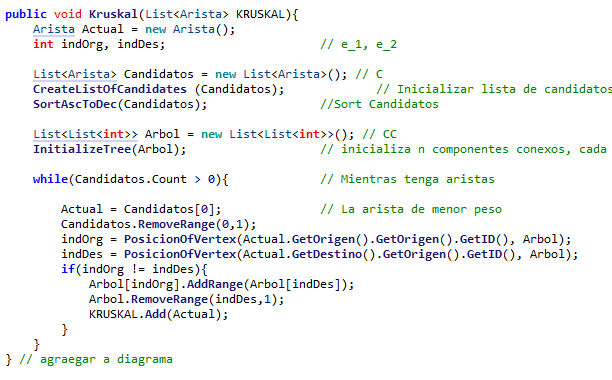 public void Kruskal(List<Arista> KRUSKAL){
Arista Actual = new Arista();
int indOrg, indDes; // e_1, e_2
List<Arista> Candidatos = new List<Arista>(); // C
CreateListOfCandidates (Candidatos); // Inicializar lista de candidatos
SortAscToDec(Candidatos); //Sort Candidatos
List<List<int>> Arbol = new List<List<int>>(); // CC
InitializeTree(Arbol); // inicializa n componentes conexos, cada
while(Candidatos.Count > 0){ // Mientras tenga aristas
Actual = Candidatos[0]; // La arista de menor peso
Candidatos.RemoveRange(0,1);
indOrg = PosicionOfVertex(Actual.GetOrigen().GetOrigen().GetID(), Arbol);
indDes = PosicionOfVertex(Actual.GetDestino().GetOrigen().GetID(), Arbol);
if(indOrg != indDes){
Arbol[indOrg].AddRange(Arbol[indDes]);
Arbol.RemoveRange(indDes,1);
KRUSKAL.Add(Actual);
}
}
} // agraegar a diagrama